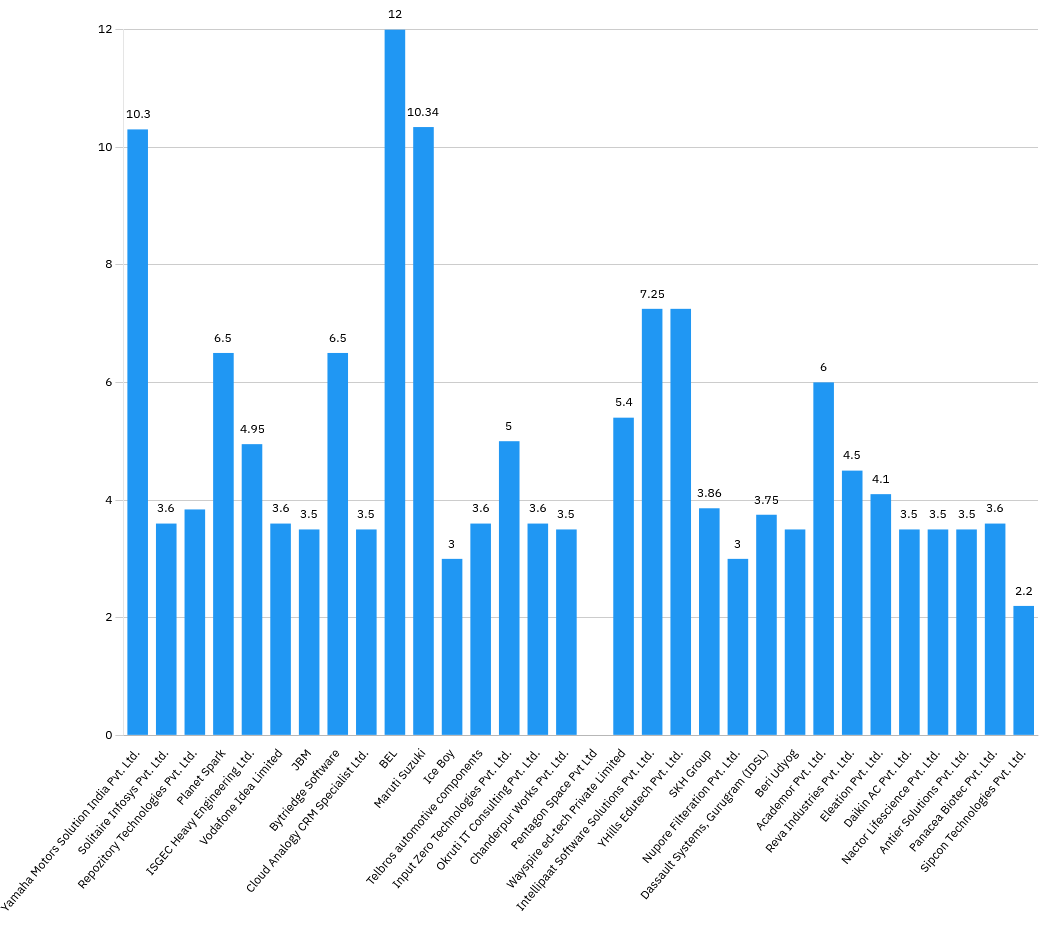 12
12
10.34
10.3
10
8
7.25
6.5
6.5
6
6
5.4
5
4.95
4.5
4.1
4
3.86
3.75
3.6
3.6
3.5
3.5
3
3.6
3.6
3.5
3
3.5
3.5
3.5
3.6
2.2
2
0
Yamaha Motors Solution India Pvt. Ltd.
Solitaire Infosys Pvt. Ltd.
Repozitory Technologies Pvt. Ltd.
Planet Spark
ISGEC Heavy Engineering Ltd.
Vodafone Idea Limited
JBM
Bytriedge Software
Cloud Analogy CRM Specialist Ltd.
BEL
Maruti Suzuki
Ice Boy
Telbros automotive components
Input Zero Technologies Pvt. Ltd.
Okruti IT Consulting Pvt. Ltd.
Chanderpur Works Pvt. Ltd.
Pentagon Space Pvt Ltd
Wayspire ed-tech Private Limited
Intellipaat Software Solutions Pvt. Ltd.
YHills Edutech Pvt. Ltd.
SKH Group
Nupore Filteration Pvt. Ltd.
Dassault Systems, Gurugram (IDSL)
Beri Udyog
Academor Pvt. Ltd.
Reva Industries Pvt. Ltd.
Eleation Pvt. Ltd.
Daikin AC Pvt. Ltd.
Nactor Lifescience Pvt. Ltd.
Antier Solutions Pvt. Ltd.
Panacea Biotec Pvt. Ltd.
Sipcon Technologies Pvt. Ltd.